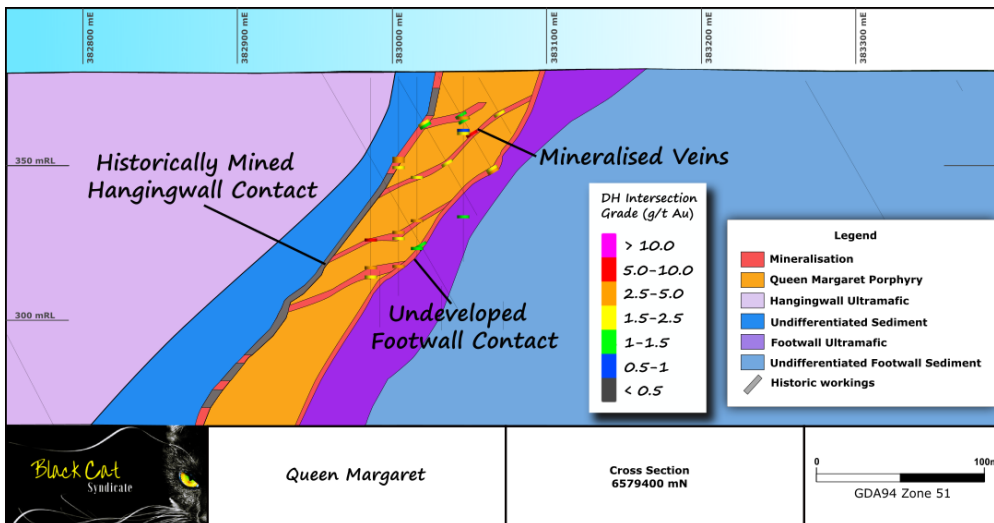 382800 mE
382900 mE
383000 mE
383100 mE
383200 mE
383300 mE
350 mRL
300 mRL
Historically Mined
Hangingwall Contact
Mineralised Veins
Undeveloped
Footwall Contact
DH Intersection
Grade (g/t Au)
> 10.0
5.0-10.0
2.5-5.0
1.5-2.5
1-1.5
0.5-1
< 0.5
Legend
Mineralisation
Queen Margaret Porphyry
Hangingwall Ultramafic
Undifferentiated Sediment
Footwall Ultramafic
Undifferentiated Footwall Sediment
Historic workings
Black Cat
Syndicate
Queen Margaret
Cross Section
6579400 mN
0 100m
GDA94 Zone 51